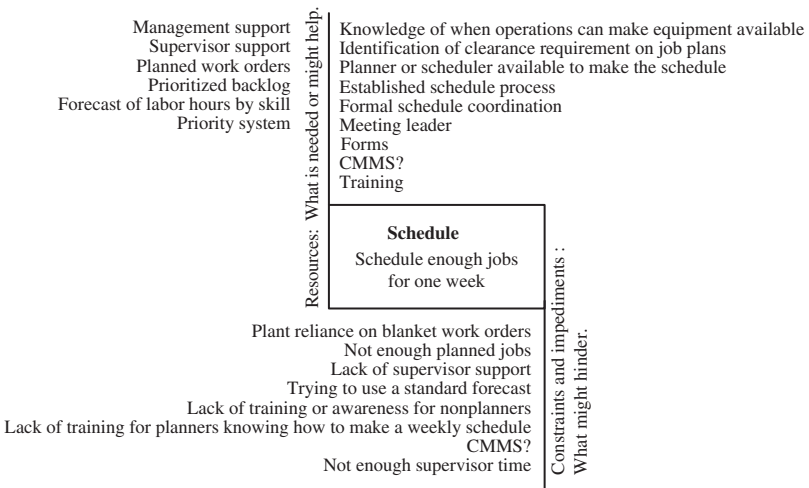 Management support
Supervisor support
Planned work orders
Prioritized backlog
Forecast of labor hours by skill
Priority system
Resources: What is needed or might help.
Knowledge of when operations can make equipment available
Identification of clearance requirement on job plans
Planner or scheduler available to make the schedule
Established schedule process
Formal schedule coordination
Meeting leader
Forms
CMMS?
Training
Schedule
Schedule enough jobs
for one week
Plant reliance on blanket work orders
Not enough planned jobs
Lack of supervisor support
Trying to use a standard forecast
Lack of training or awareness for nonplanners
Lack of training for planners knowing how to make a weekly schedule
CMMS?
Not enough supervisor time
Constraints and impediments :
What might hinder.